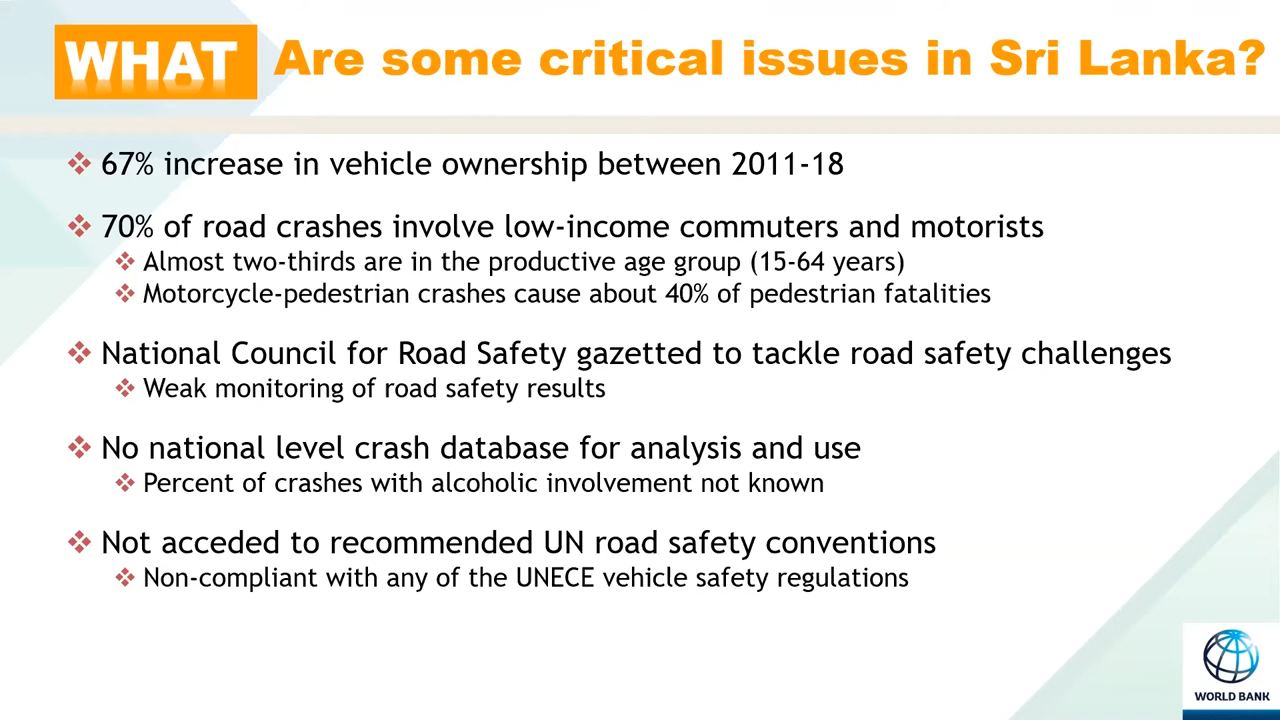 WHAT Are some critical issues in Sri Lanka?
67% increase in vehicle ownership between 2011-18
70% of road crashes involve low-income commuters and motorists
Almost two-thirds are in the productive age group (15-64 years)
Motorcycle-pedestrian crashes cause about 40% of pedestrian fatalities
National Council for Road Safety gazetted to tackle road safety challenges
Weak monitoring of road safety results
No national level crash database for analysis and use
Percent of crashes with alcoholic involvement not known
Not acceded to recommended UN road safety conventions
Non-compliant with any of the UNECE vehicle safety regulations
WORLD BANK